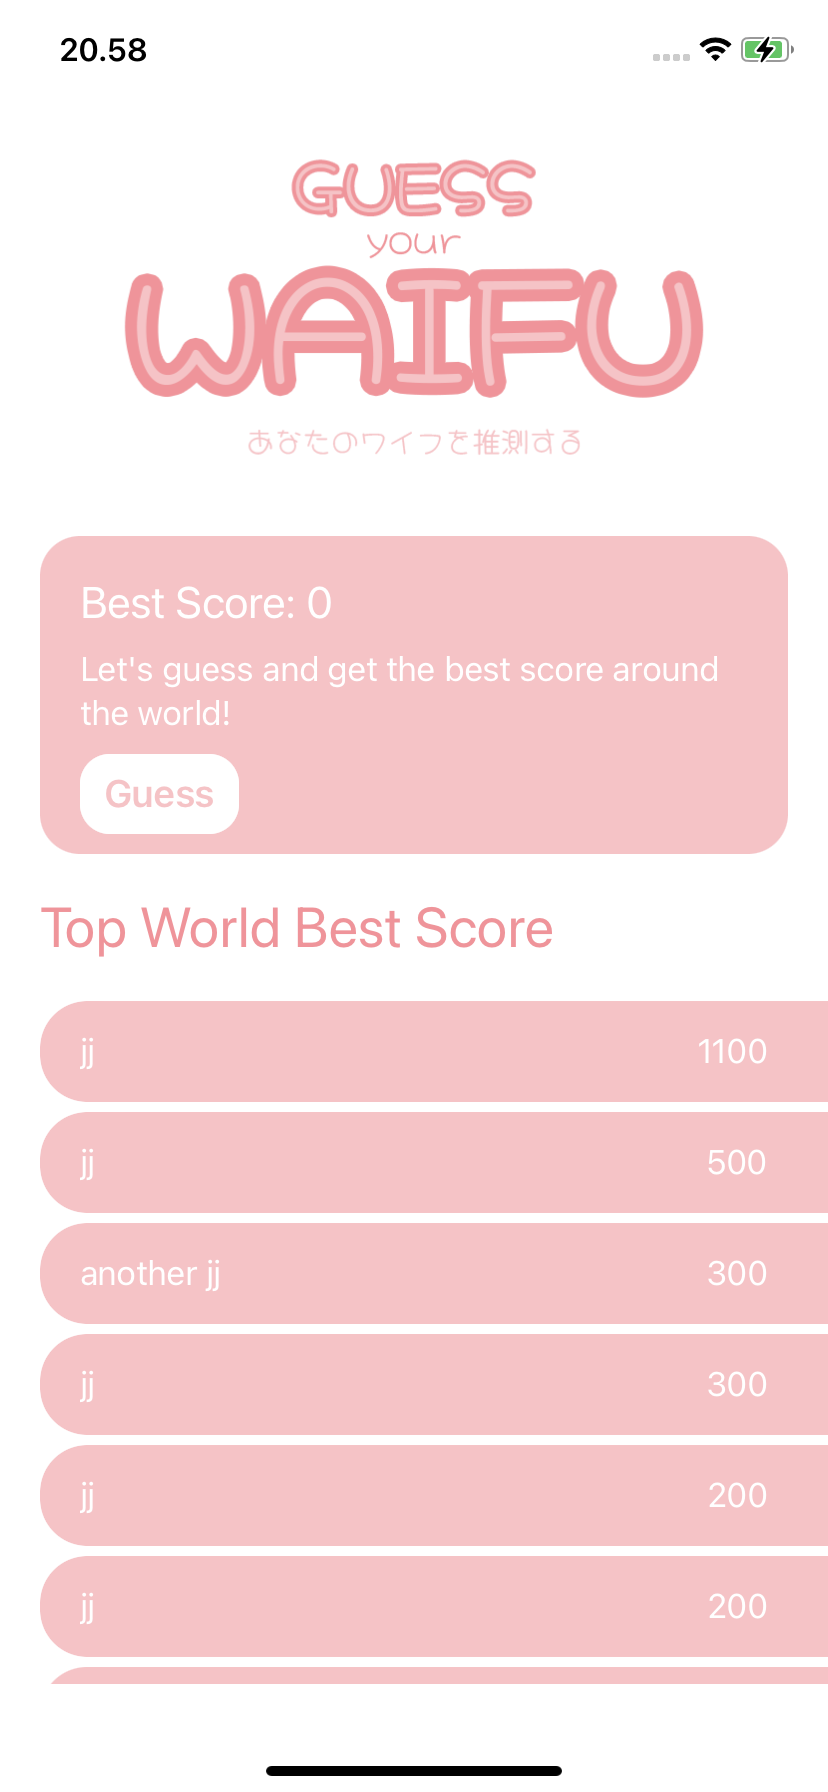 20.58
GUESS
your
WAIFU
あなたのワイフを推測する
Best Score: 0
Let's guess and get the best score around
the world!
Guess
Top World Best Score
jj 1100
jj 500
another jj 300
jj 300
jj 200
jj 200